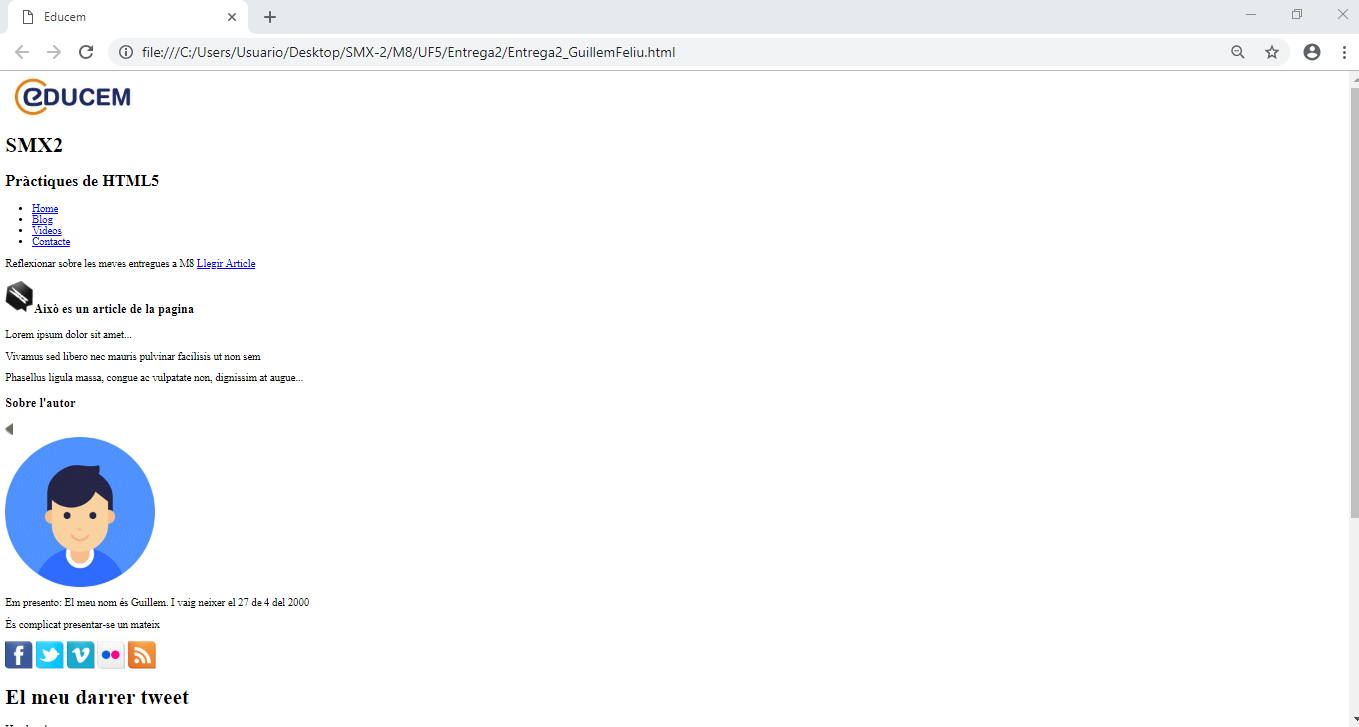 Educem
file:///C:/Users/Usuario/Desktop/SMX-2/M8/UF5/Entrega2/Entrega2_GuillemFeliu.html
eDUCEM
SMX2
Pràctiques de HTML5
Home
Blog
Videos
Contacte
Reflexionar sobre les meves entregues a M8 Llegir Article
Això es un article de la pagina
Lorem ipsum dolor sit amet...
Vivamus sed libero nec mauris pulvinar facilisis ut non sem
Phasellus ligula massa, congue ac vulpatate non, dignissim at augue...
Sobre l'autor
Em presento: El meu nom és Guillem. I vaig neixer el 27 de 4 del 2000
És complicat presentar-se un mateix
El meu darrer tweet